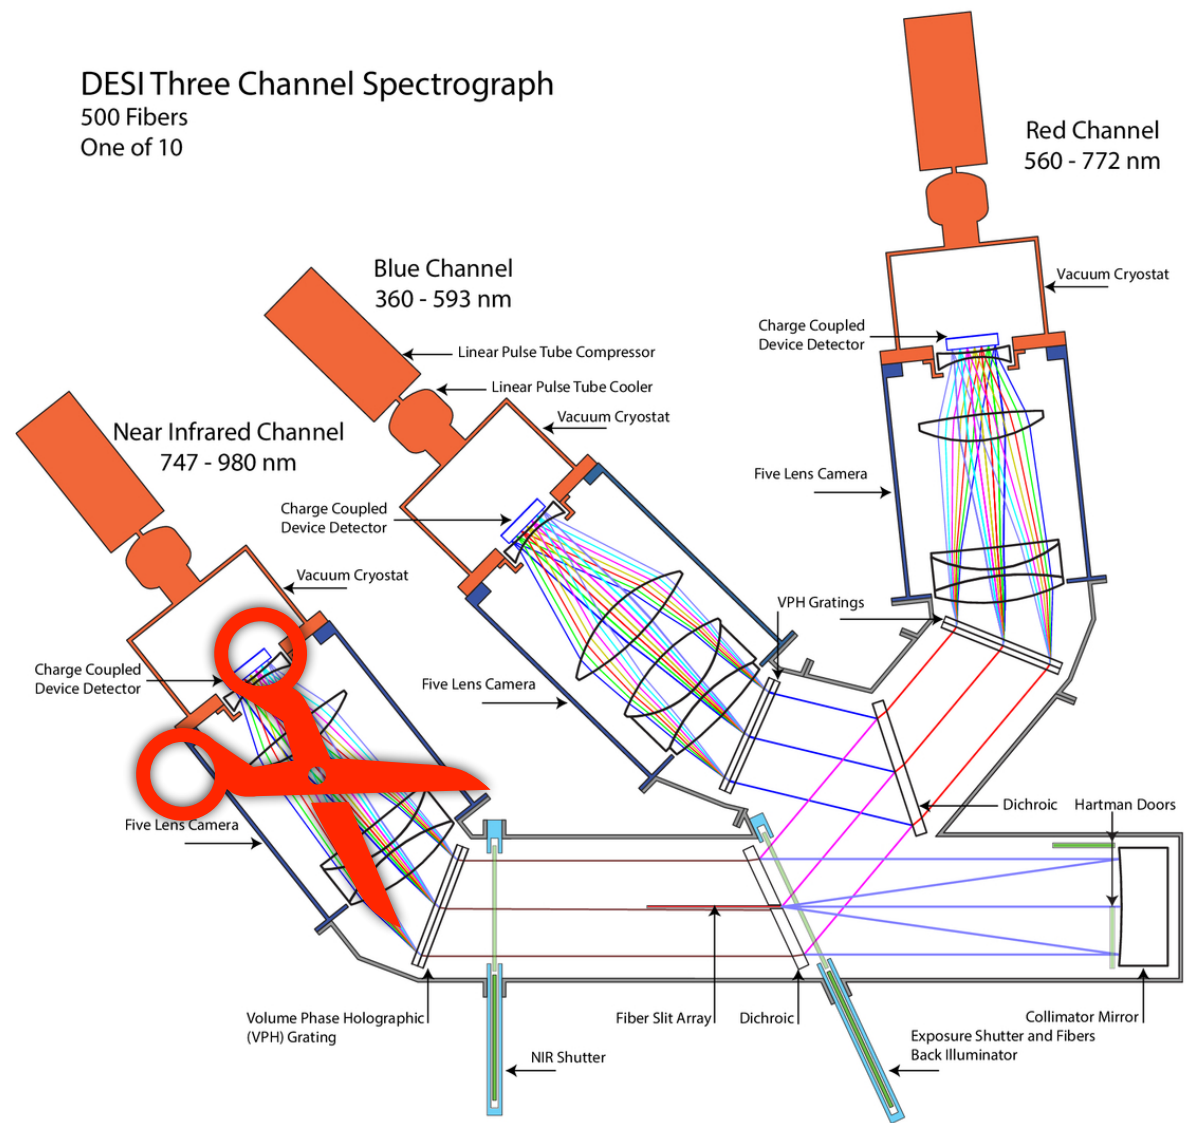 DESI Three Channel Spectrograph
500 Fibers
One of 10
Red Channel
560 - 772 nm
Vacuum Cryostat
Charge Coupled
Device Detector
Five Lens Camera
Blue Channel
360 - 593 nm
Linear Pulse Tube Compressor
Linear Pulse Tube Cooler
Vacuum Cryostat
Charge Coupled
Device Detector
Five Lens Camera
VPH Gratings
Near Infrared Channel
747 - 980 nm
Vacuum Cryostat
Charge Coupled
Device Detector
Five Lens Camera
Dichroic
Hartman Doors
Volume Phase Holographic
(VPH) Grating
Fiber Slit Array
Dichroic
Collimator Mirror
Exposure Shutter and Fibers
Back Illuminator
NIR Shutter